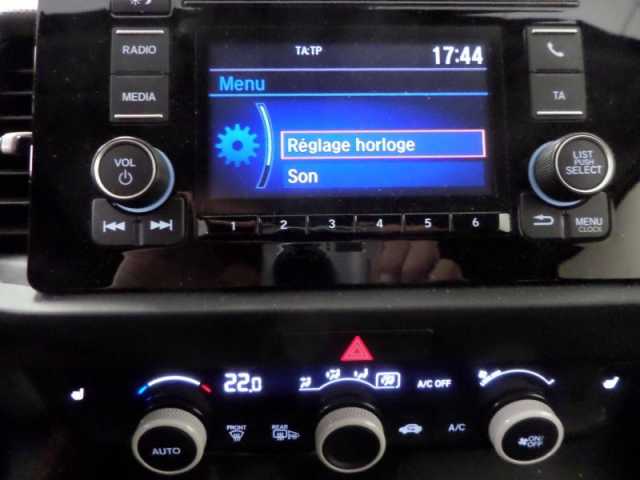 RADIO
TA:TP
17:44
Menu
MEDIA
TA
Réglage horloge
VOL
LIST
PUSH
SELECT
Son
1 2 3 4 5 6
MENU
CLOCK
22.0
A/C OFF
FRONT
REAR
A/C
AUTO
ON/
OFF